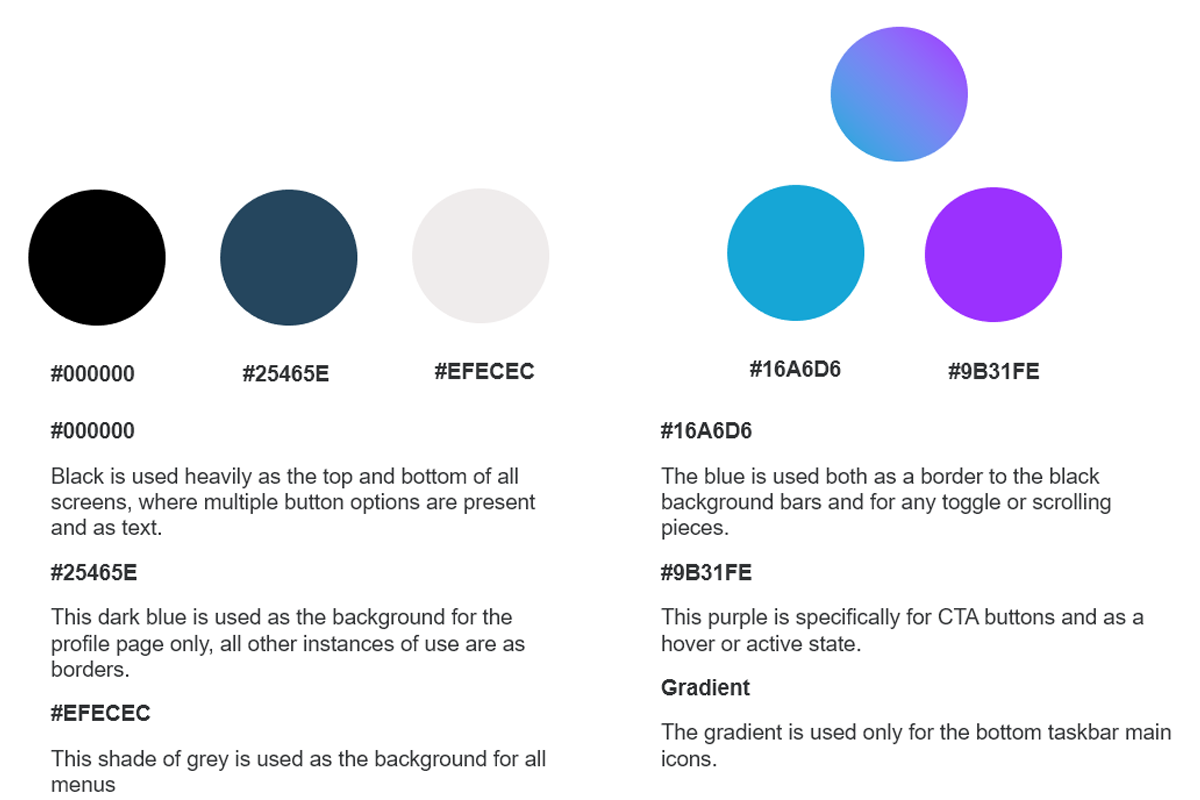 #000000
#25465E
#EFECEC
#16A6D6
#9B31FE
#000000
Black is used heavily as the top and bottom of all
screens, where multiple button options are present
and as text.
#25465E
This dark blue is used as the background for the
profile page only, all other instances of use are as
borders.
#EFECEC
This shade of grey is used as the background for all
menus
#16A6D6
The blue is used both as a border to the black
background bars and for any toggle or scrolling
pieces.
#9B31FE
This purple is specifically for CTA buttons and as a
hover or active state.
Gradient
The gradient is used only for the bottom taskbar main
icons.